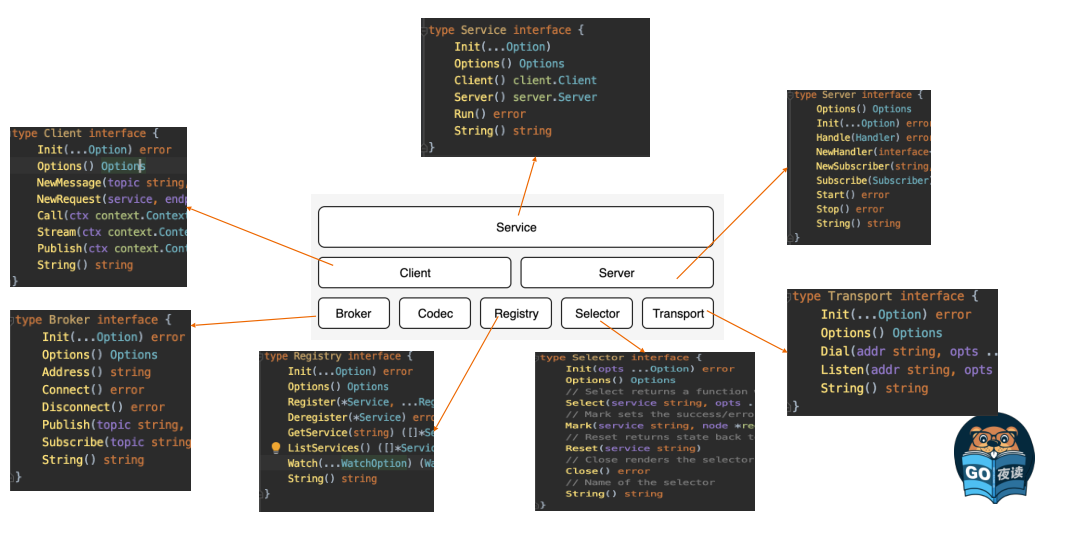 type Service interface {
Init(...Option)
Options() Options
Client() client.Client
Server() server.Server
Run() error
String() string
}
type Client interface {
Init(...Option) error
Options() Options
NewMessage(topic string,
NewRequest(service, endp
Call(ctx context.Context
Stream(ctx context.Conte
Publish(ctx context.Cont
String() string
}
type Server interface {
Options() Options
Init(...Option) error
Handle(Handler) error
NewHandler(interface
NewSubscriber(string,
Subscribe(Subscriber)
Start() error
Stop() error
String() string
}
Service
Client
Server
Broker
Codec
Registry
Selector
Transport
type Broker interface {
Init(...Option) error
Options() Options
Address() string
Connect() error
Disconnect() error
Publish(topic string,
Subscribe(topic string
String() string
}
type Registry interface {
Init(...Option) error
Options() Options
Register(*Service, ...Reg
Deregister(*Service) erro
GetService(string) ([]*Se
ListServices() ([]*Servic
Watch(...WatchOption) (Wa
String() string
}
type Selector interface {
Init(opts ...Option) error
Options() Options
// Select returns a function
Select(service string, opts ..
// Mark sets the success/erro
Mark(service string, node *re
// Reset returns state back t
Reset(service string)
// Close renders the selector
Close() error
// Name of the selector
String() string
}
type Transport interface {
Init(...Option) error
Options() Options
Dial(addr string, opts ..
Listen(addr string, opts
String() string
}
GO 夜读